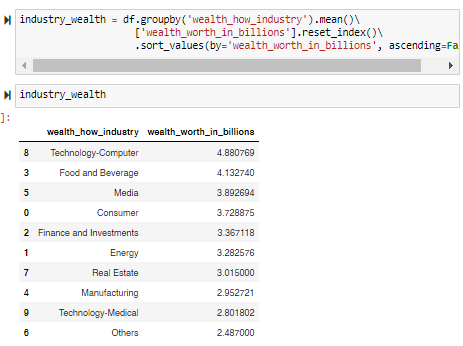 industry_wealth = df.groupby('wealth_how_industry').mean()\
['wealth_worth_in_billions'].reset_index()\
.sort_values(by='wealth_worth_in_billions', ascending=Fa
industry_wealth
]:
wealth_how_industry wealth_worth_in_billions
8 Technology-Computer 4.880769
3 Food and Beverage 4.132740
5 Media 3.892694
0 Consumer 3.728875
2 Finance and Investments 3.367118
1 Energy 3.282576
7 Real Estate 3.015000
4 Manufacturing 2.952721
9 Technology-Medical 2.801802
6 Others 2.487000